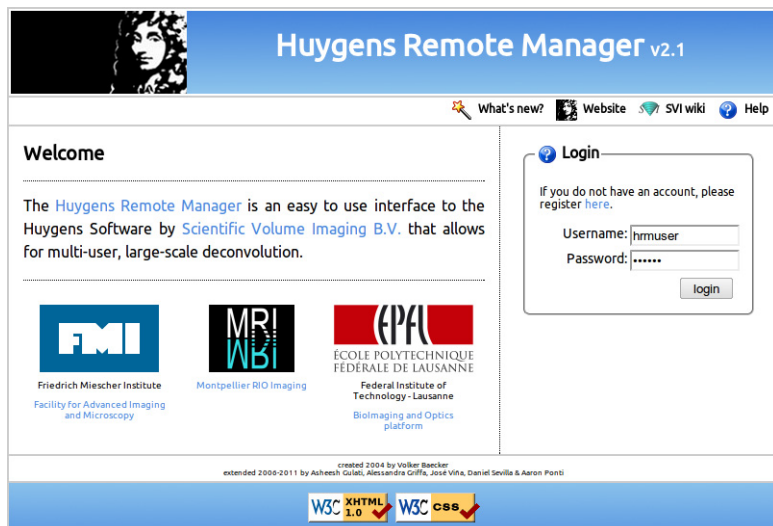 Huygens Remote Manager v2.1
What's new? Website SVI wiki Help
Welcome
The Huygens Remote Manager is an easy to use interface to the
Huygens Software by Scientific Volume Imaging B.V. that allows
for multi-user, large-scale deconvolution.
Login
If you do not have an account, please
register here.
Username: hrmuser
Password: ••••••
login
FMI
Friedrich Miescher Institute
Facility for Advanced Imaging
and Microscopy
MRI
MRI
Montpellier RIO Imaging
EPFL
ÉCOLE POLYTECHNIQUE
FÉDÉRALE DE LAUSANNE
Federal Institute of
Technology - Lausanne
BioImaging and Optics
platform
created 2004 by Volker Baecker
extended 2006-2011 by Asheesh Gulati, Alessandra Griffa, José Viña, Daniel Sevilla & Aaron Ponti
W3C XHTML 1.0
W3C css